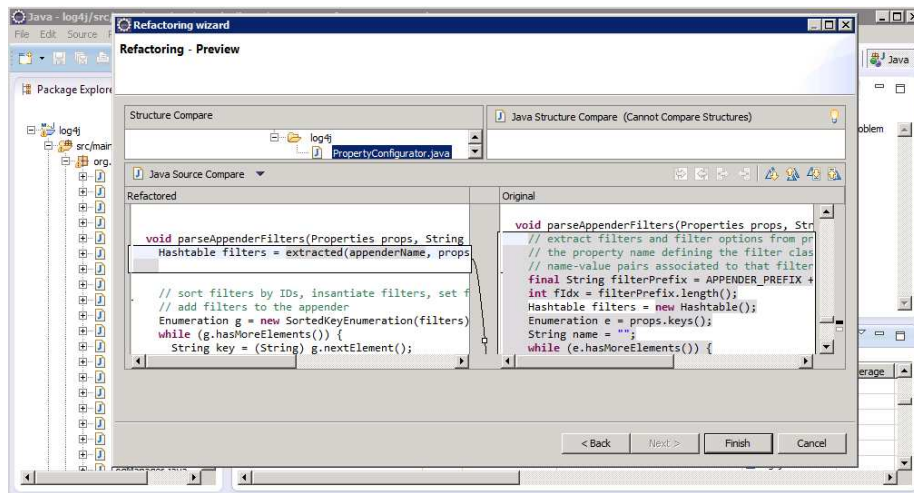 Java - log4j/src/
Refactoring wizard
File Edit Source
Refactoring - Preview
Java
Package Explore
Structure Compare
Java Structure Compare (Cannot Compare Structures)
log4j
PropertyConfigurator.java
log4j
src/main
org.
oblem
Java Source Compare
Refactored
Original
void parseAppenderFilters(Properties props, String
Hashtable filters = extracted(appenderName, props
// sort filters by IDs, insantiate filters, set f
// add filters to the appender
Enumeration g = new SortedKeyEnumeration(filters)
while (g.hasMoreElements()) {
String key = (String) g.nextElement();
void parseAppenderFilters(Properties props, Str
// extract filters and filter options from pr
// the property name defining the filter clas
// name-value pairs associated to that filter
final String filterPrefix = APPENDER_PREFIX +
int fIdx = filterPrefix.length();
Hashtable filters = new Hashtable();
Enumeration e = props.keys();
String name = "";
while (e.hasMoreElements()) {
erage
< Back
Next >
Finish
Cancel
LogManager.java